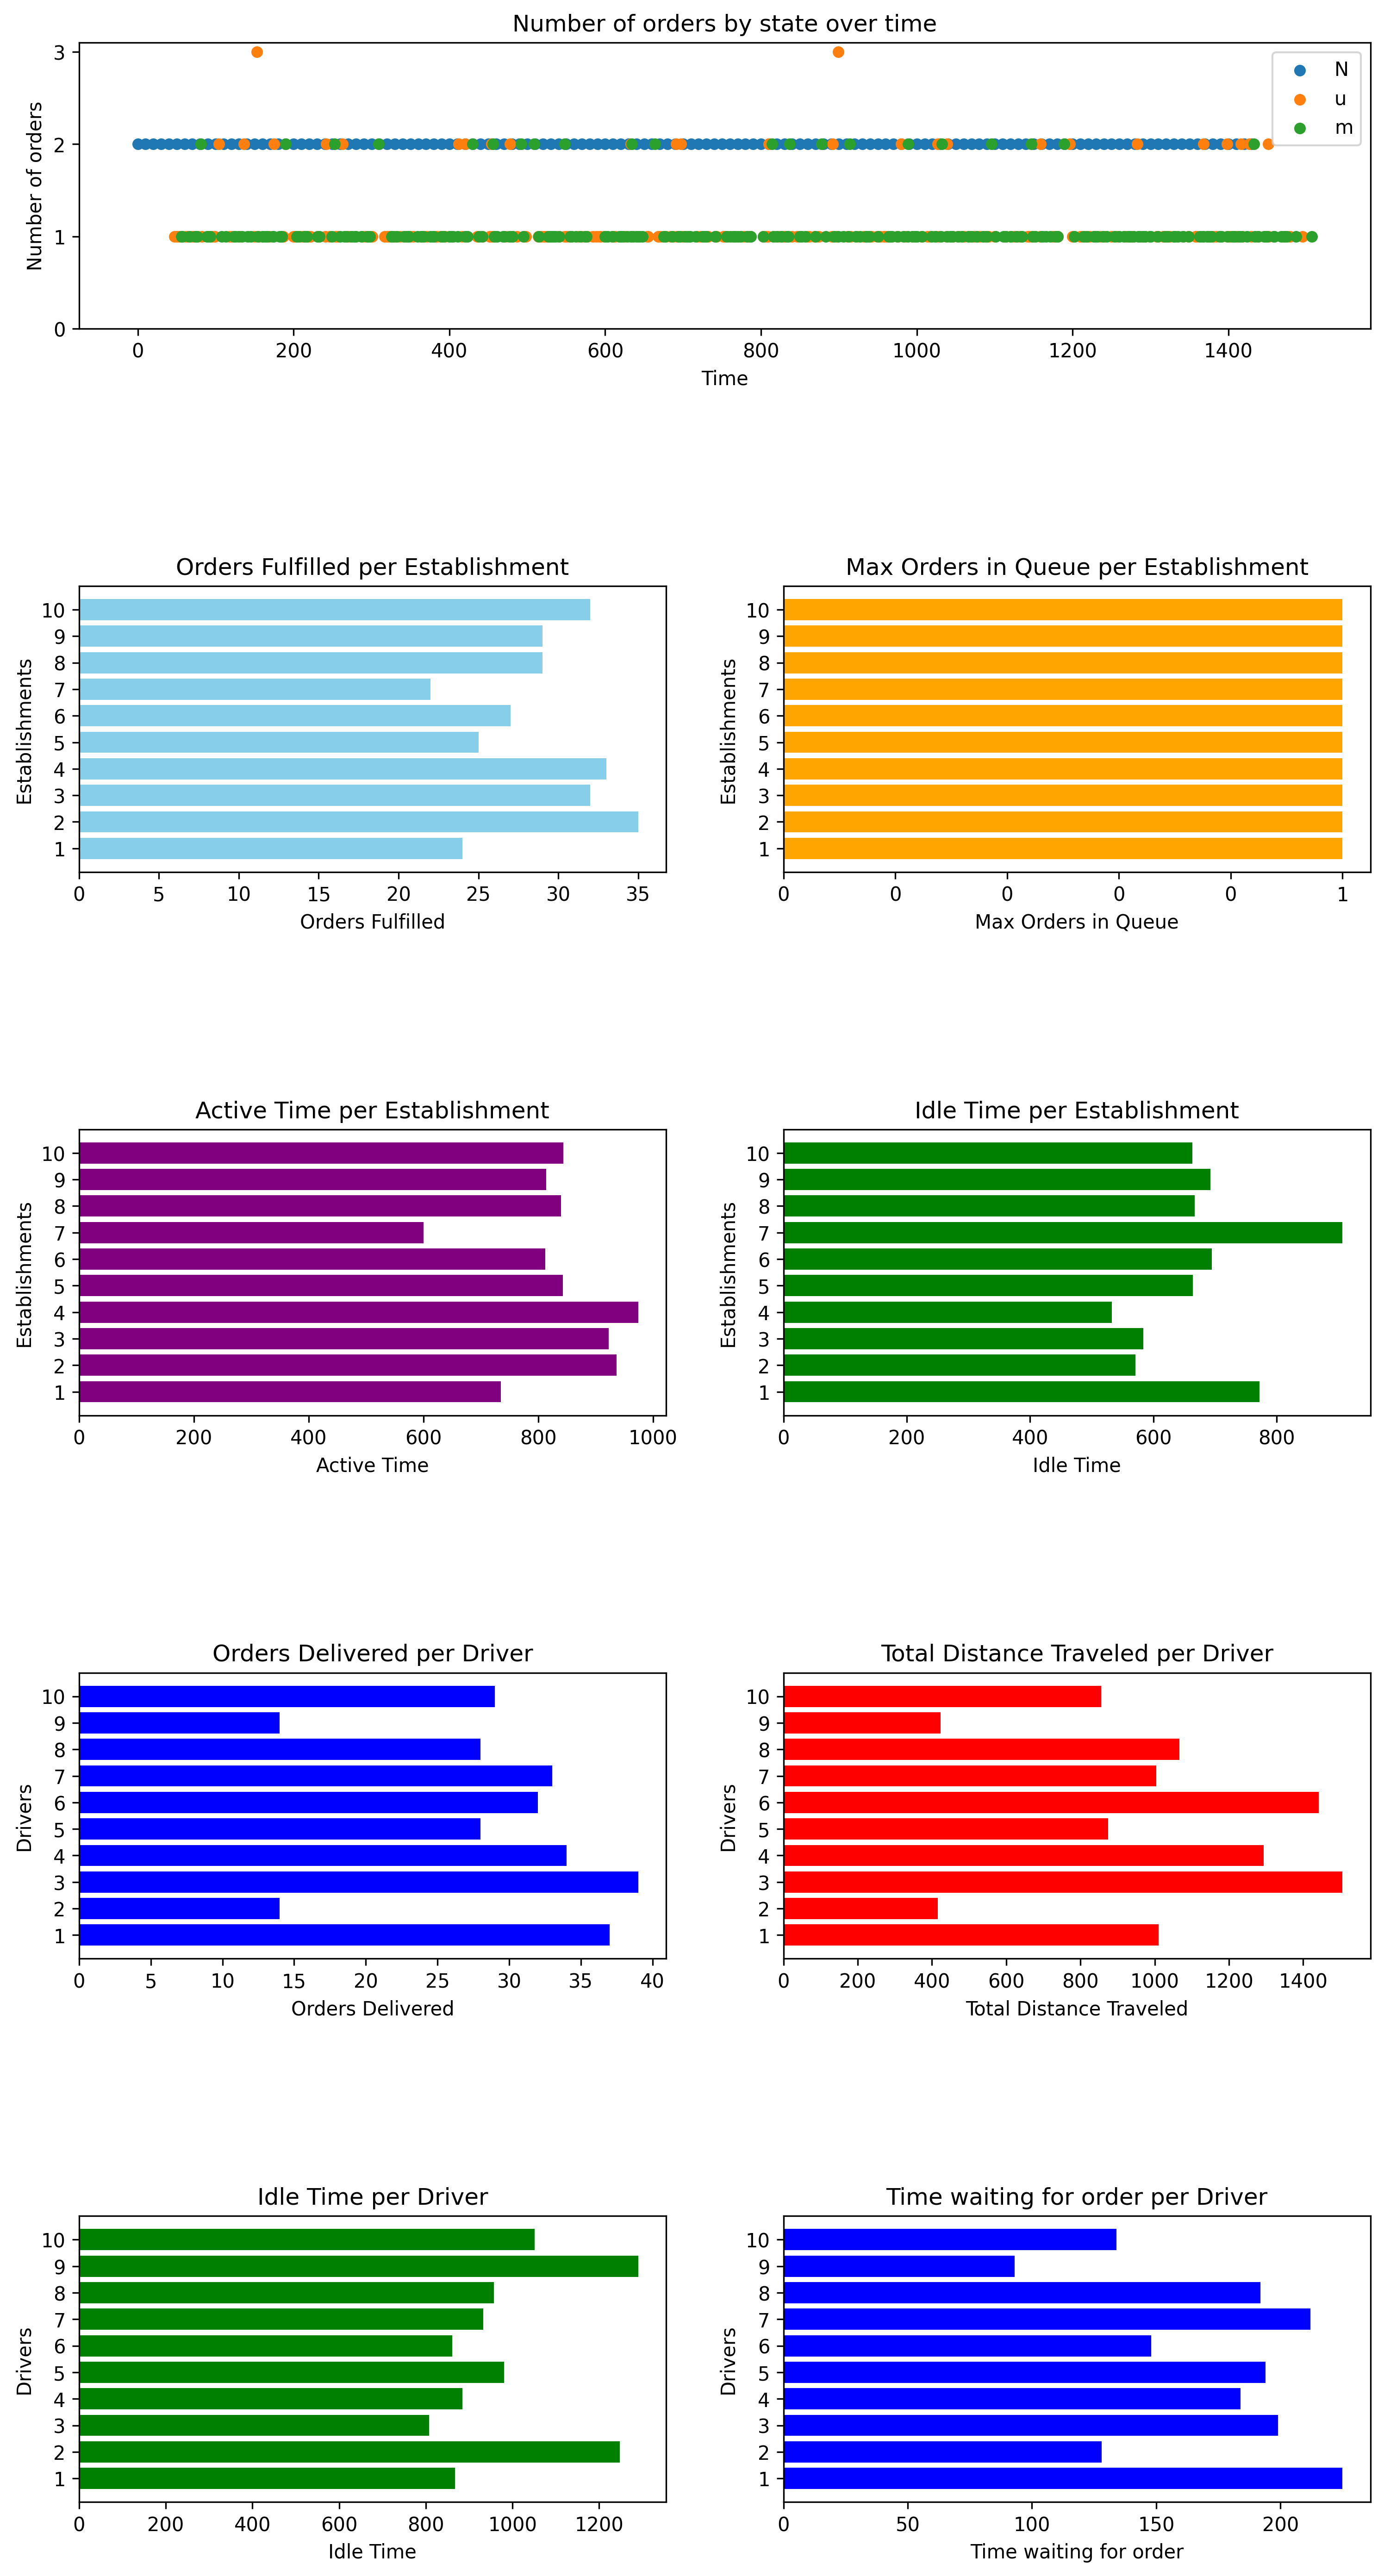 Number of orders by state over time
Number of orders
3
2
1
0
N
u
m
0 200 400 600 800 1000 1200 1400
Time
Orders Fulfilled per Establishment
Establishments
10
9
8
7
6
5
4
3
2
1
0 5 10 15 20 25 30 35
Orders Fulfilled
Max Orders in Queue per Establishment
Establishments
10
9
8
7
6
5
4
3
2
1
0 0 0 0 0 1
Max Orders in Queue
Active Time per Establishment
Establishments
10
9
8
7
6
5
4
3
2
1
0 200 400 600 800 1000
Active Time
Idle Time per Establishment
Establishments
10
9
8
7
6
5
4
3
2
1
0 200 400 600 800
Idle Time
Orders Delivered per Driver
Drivers
10
9
8
7
6
5
4
3
2
1
0 5 10 15 20 25 30 35 40
Orders Delivered
Total Distance Traveled per Driver
Drivers
10
9
8
7
6
5
4
3
2
1
0 200 400 600 800 1000 1200 1400
Total Distance Traveled
Idle Time per Driver
Drivers
10
9
8
7
6
5
4
3
2
1
0 200 400 600 800 1000 1200
Idle Time
Time waiting for order per Driver
Drivers
10
9
8
7
6
5
4
3
2
1
0 50 100 150 200
Time waiting for order